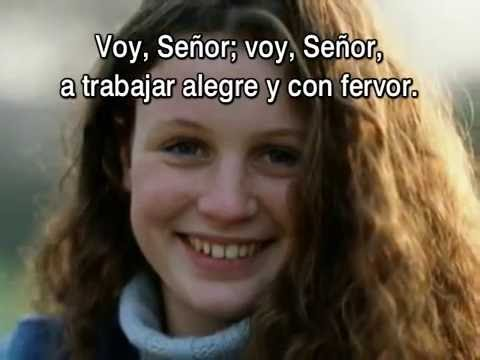 Voy, Señor; voy, Señor,
a trabajar alegre y con fervor.